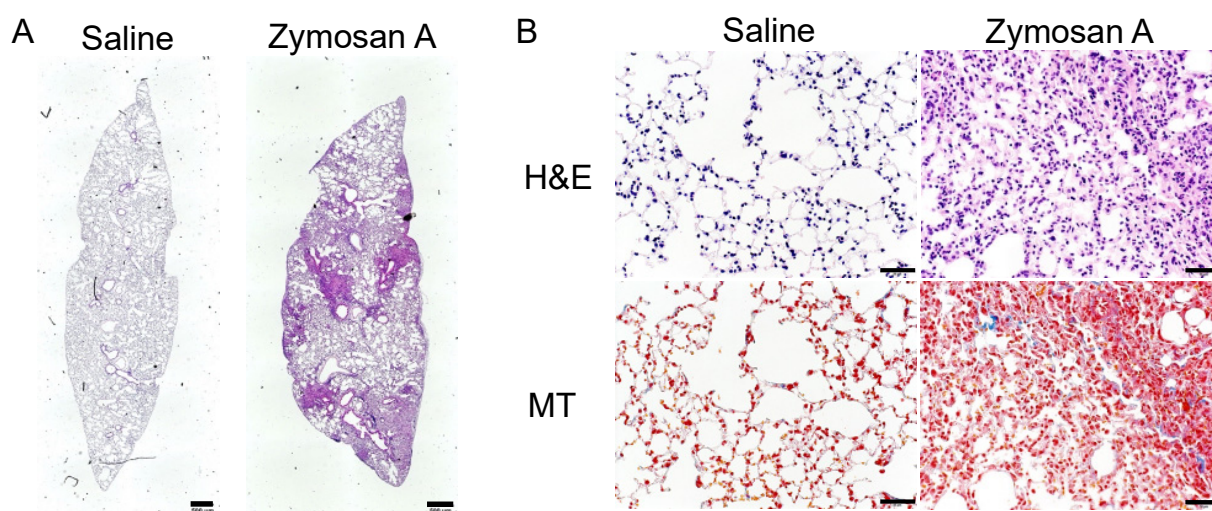 A
Saline
Zymosan A
B
Saline
Zymosan A
H&E
MT